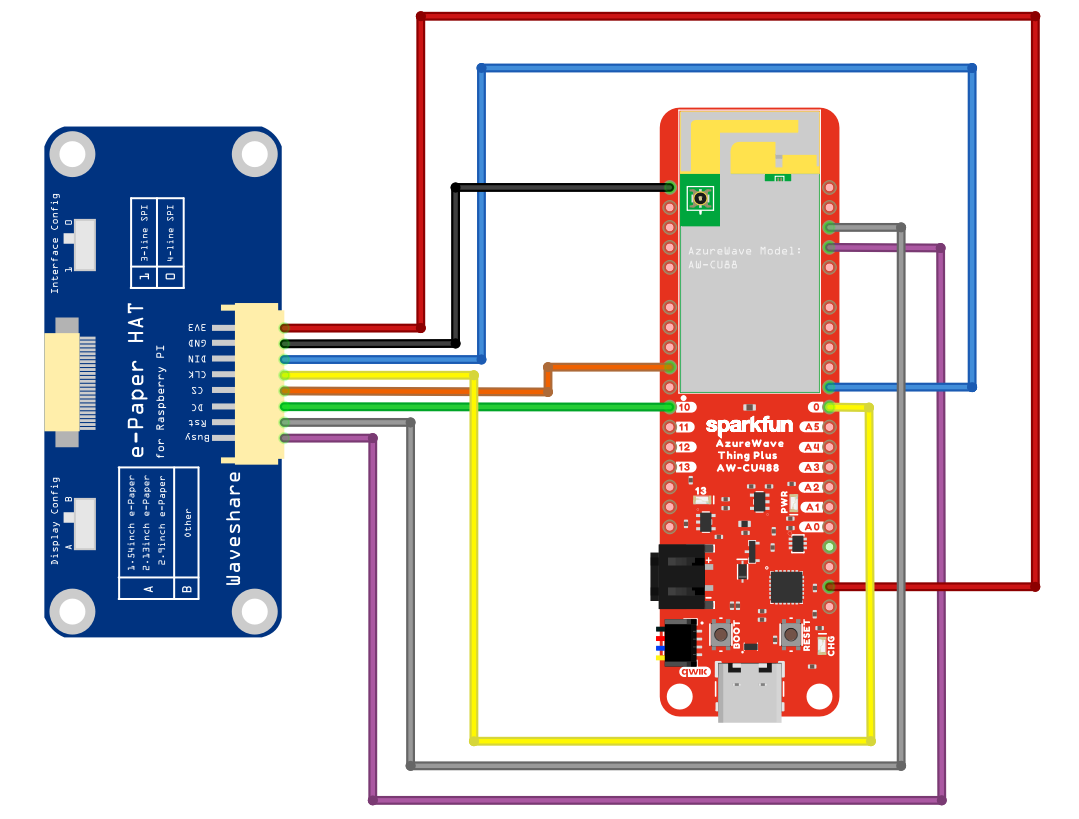 Interface Config
0
1
1
3-line SPI
0
4-line SPI
e-Paper HAT
for Raspberry PI
3V3
GND
DIN
CLK
CS
DC
Rst
Busy
Display Config
B
A
1.54inch e-Paper
2.13inch e-Paper
2.9inch e-Paper
A
Other
B
Waveshare
AzureWave Model:
AW-CU88
10
11
12
13
0
A5
A4
A3
A2
A1
A0
sparkfun
AzureWave
Thing Plus
AW-CU488
13
PWR
+
BOOT
RESET
CHG
qwiic